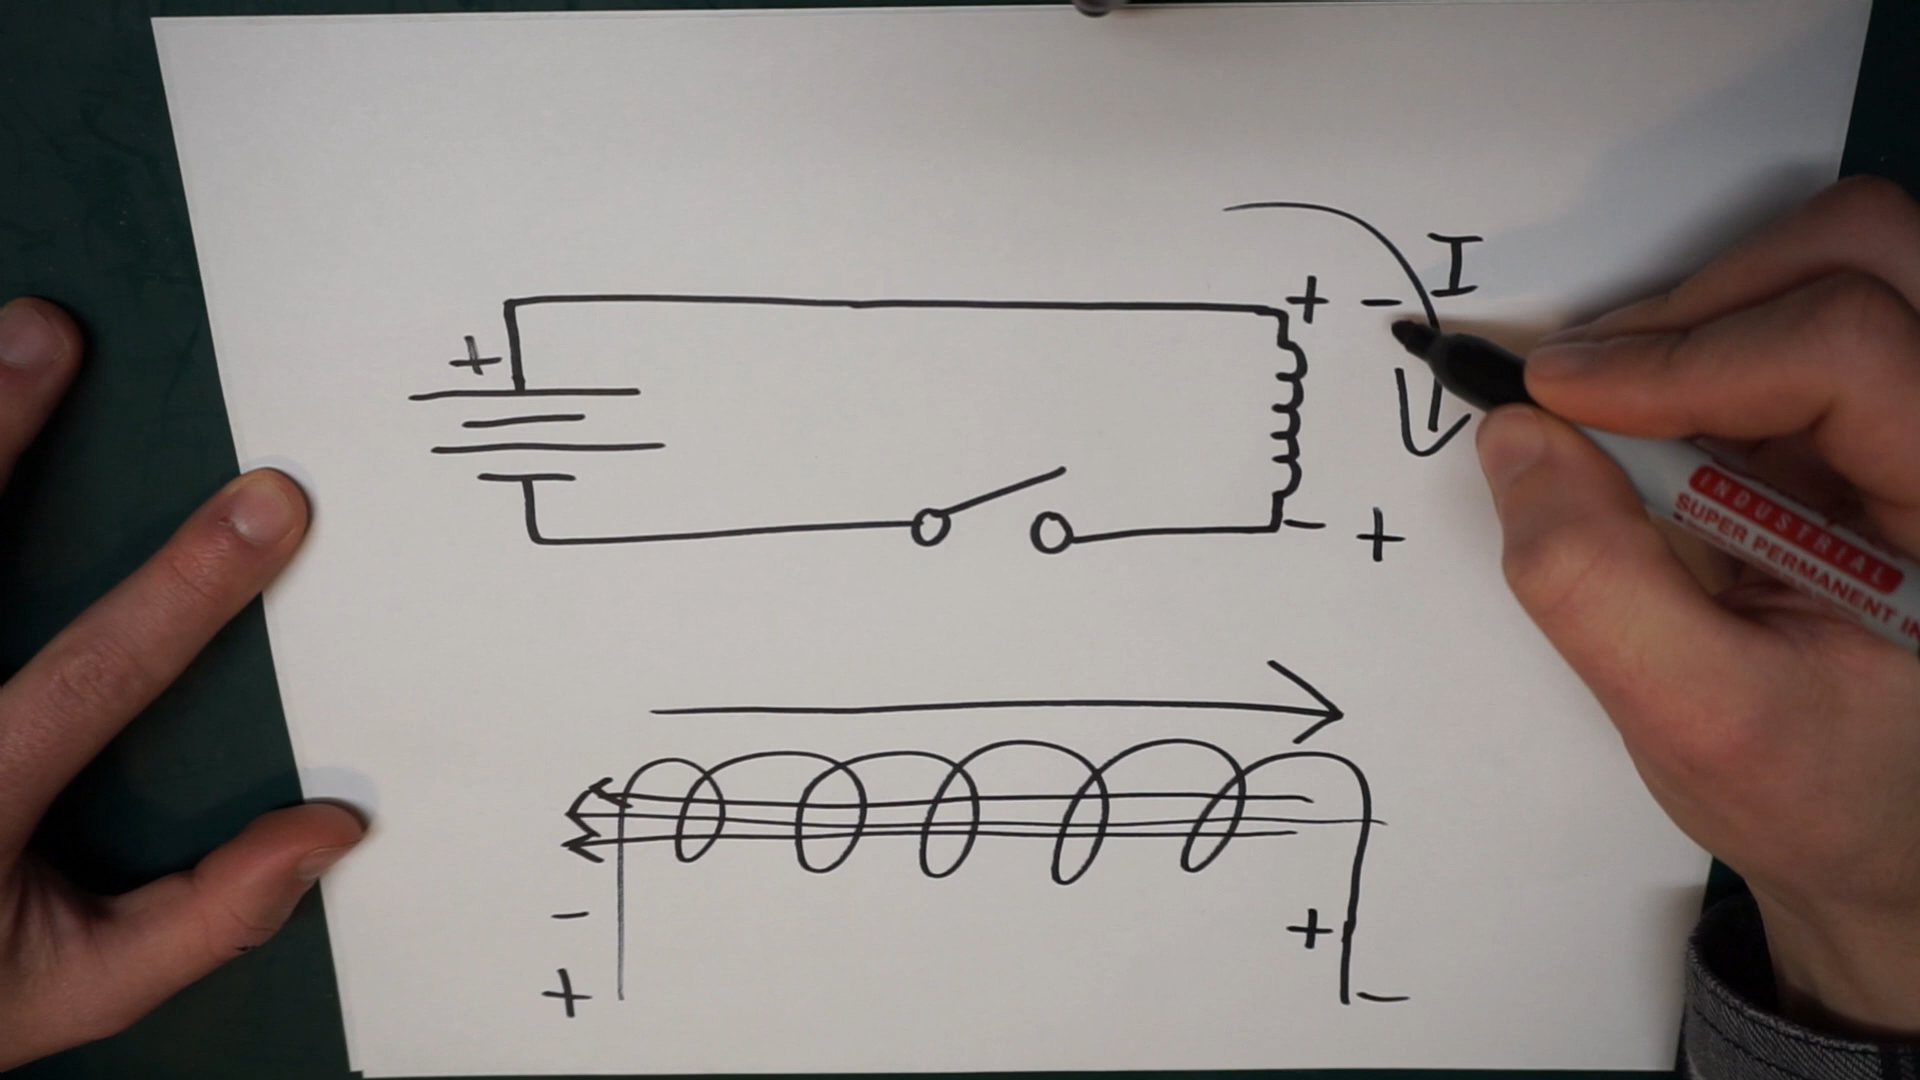 I
+ -
+
- +
INDUSTRIAL
SUPER PERMANENT IN
- +
+ -